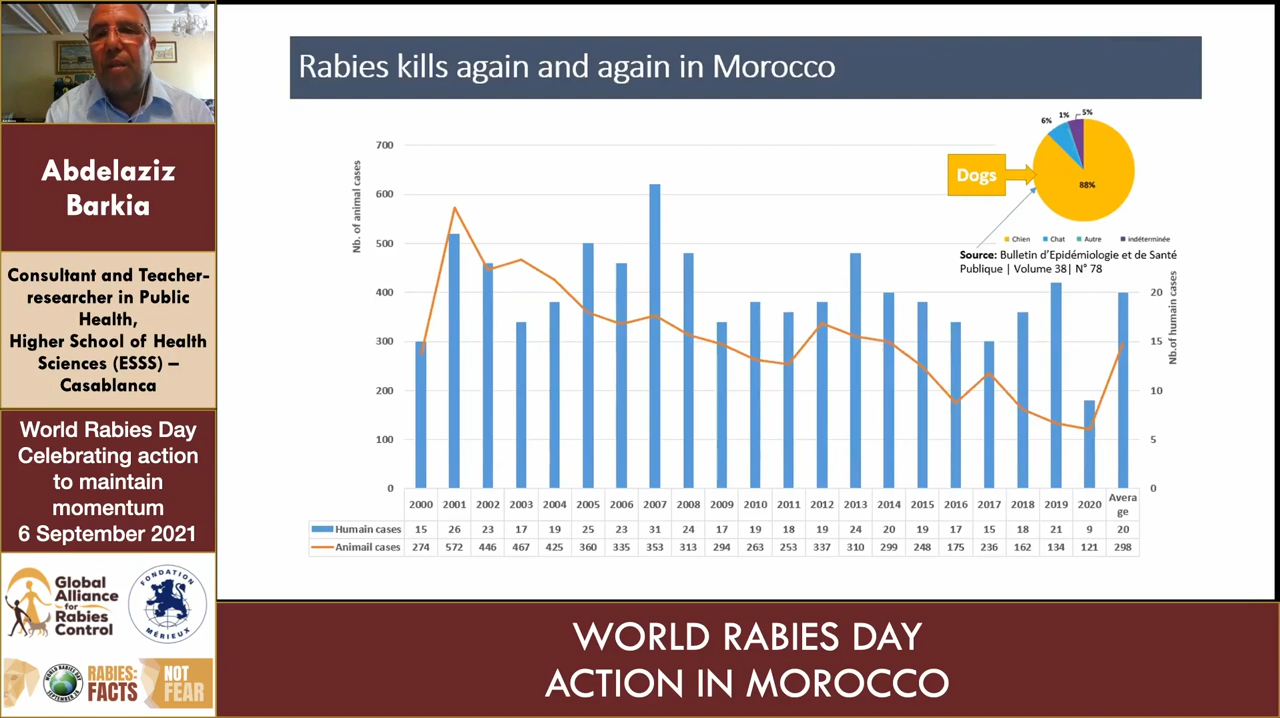 Abdelaziz
Barkia
Consultant and Teacher-
researcher in Public
Health,
Higher School of Health
Sciences (ESSS) –
Casablanca
World Rabies Day
Celebrating action
to maintain
momentum
6 September 2021
Global
Alliance
for
Rabies
Control
FONDATION
MÉRIEUX
WORLD RABIES DAY
SEPTEMBER 28
RABIES:
FACTS
NOT
FEAR
Rabies kills again and again in Morocco
Nb. of animal cases
700
600
500
400
300
200
100
0
Dogs
6%
1%
5%
88%
Chien Chat Autre indéterminée
Source: Bulletin d'Epidémiologie et de Santé
Publique | Volume 38| N° 78
Nb.of human cases
20
15
10
5
0
2000 2001 2002 2003 2004 2005 2006 2007 2008 2009 2010 2011 2012 2013 2014 2015 2016 2017 2018 2019 2020 Avera
ge
Humain cases 15 26 23 17 19 25 23 31 24 17 19 18 19 24 20 19 17 15 18 21 9 20
Animail cases 274 572 446 467 425 360 335 353 313 294 263 253 337 310 299 248 175 236 162 134 121 298
WORLD RABIES DAY
ACTION IN MOROCCO